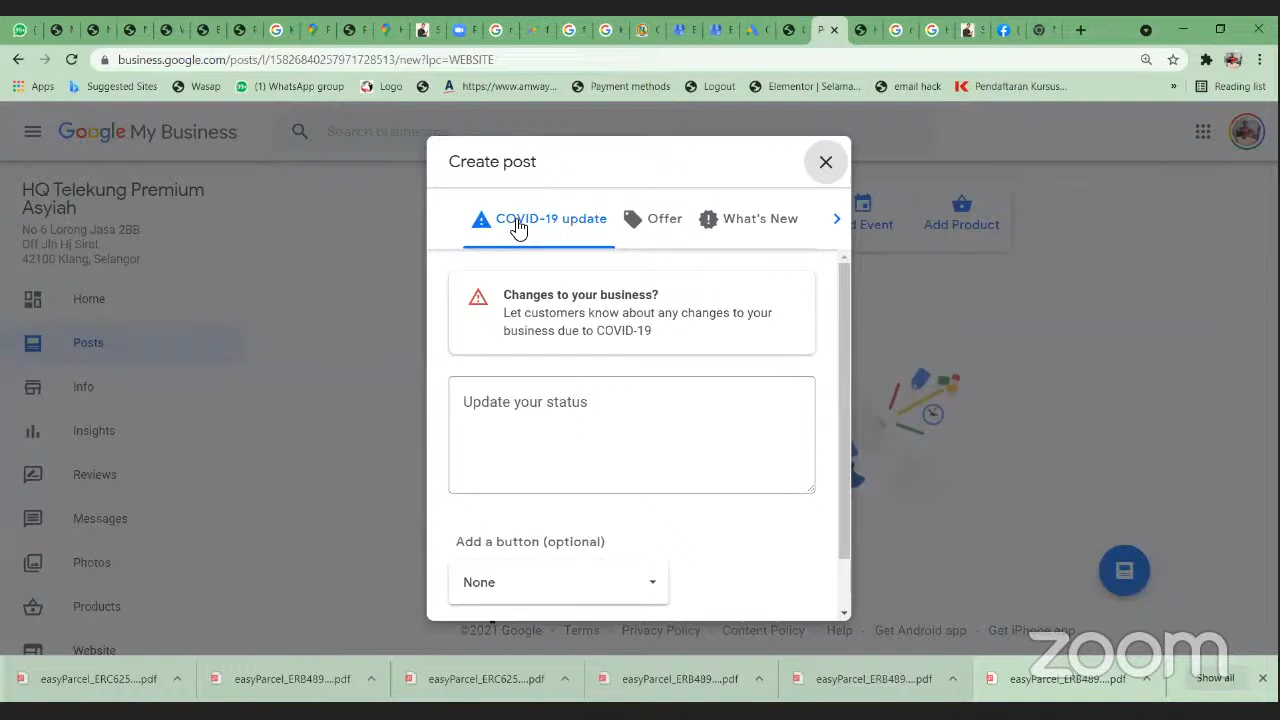 business.google.com/posts/l/15826840257971728513/new?lpc=WEBSITE
Apps
Suggested Sites
Wasap
(1) WhatsApp group
Logo
https://www.amway...
Payment methods
Logout
Elementor | Selama...
email hack
Pendaftaran Kursus...
»
Reading list
Google My Business
Search businesses
HQ Telekung Premium
Asyiah
No 6 Lorong Jasa 2BB
Off Jln Hj Sirat
42100 Klang, Selangor
Home
Posts
Info
Insights
Reviews
Messages
Photos
Products
Website
d Event
Add Product
Create post
COVID-19 update
Offer
What's New
Changes to your business?
Let customers know about any changes to your
business due to COVID-19
Update your status
Add a button (optional)
None
©2021 Google
Terms
Privacy Policy
Content Policy
Help
Get Android app
Get iPhone app
zoom
easyParcel_ERC625....pdf
easyParcel_ERB489....pdf
easyParcel_ERC625....pdf
easyParcel_ERB489....pdf
easyParcel_ERB489....pdf
easyParcel_ERB489....pdf
Show all